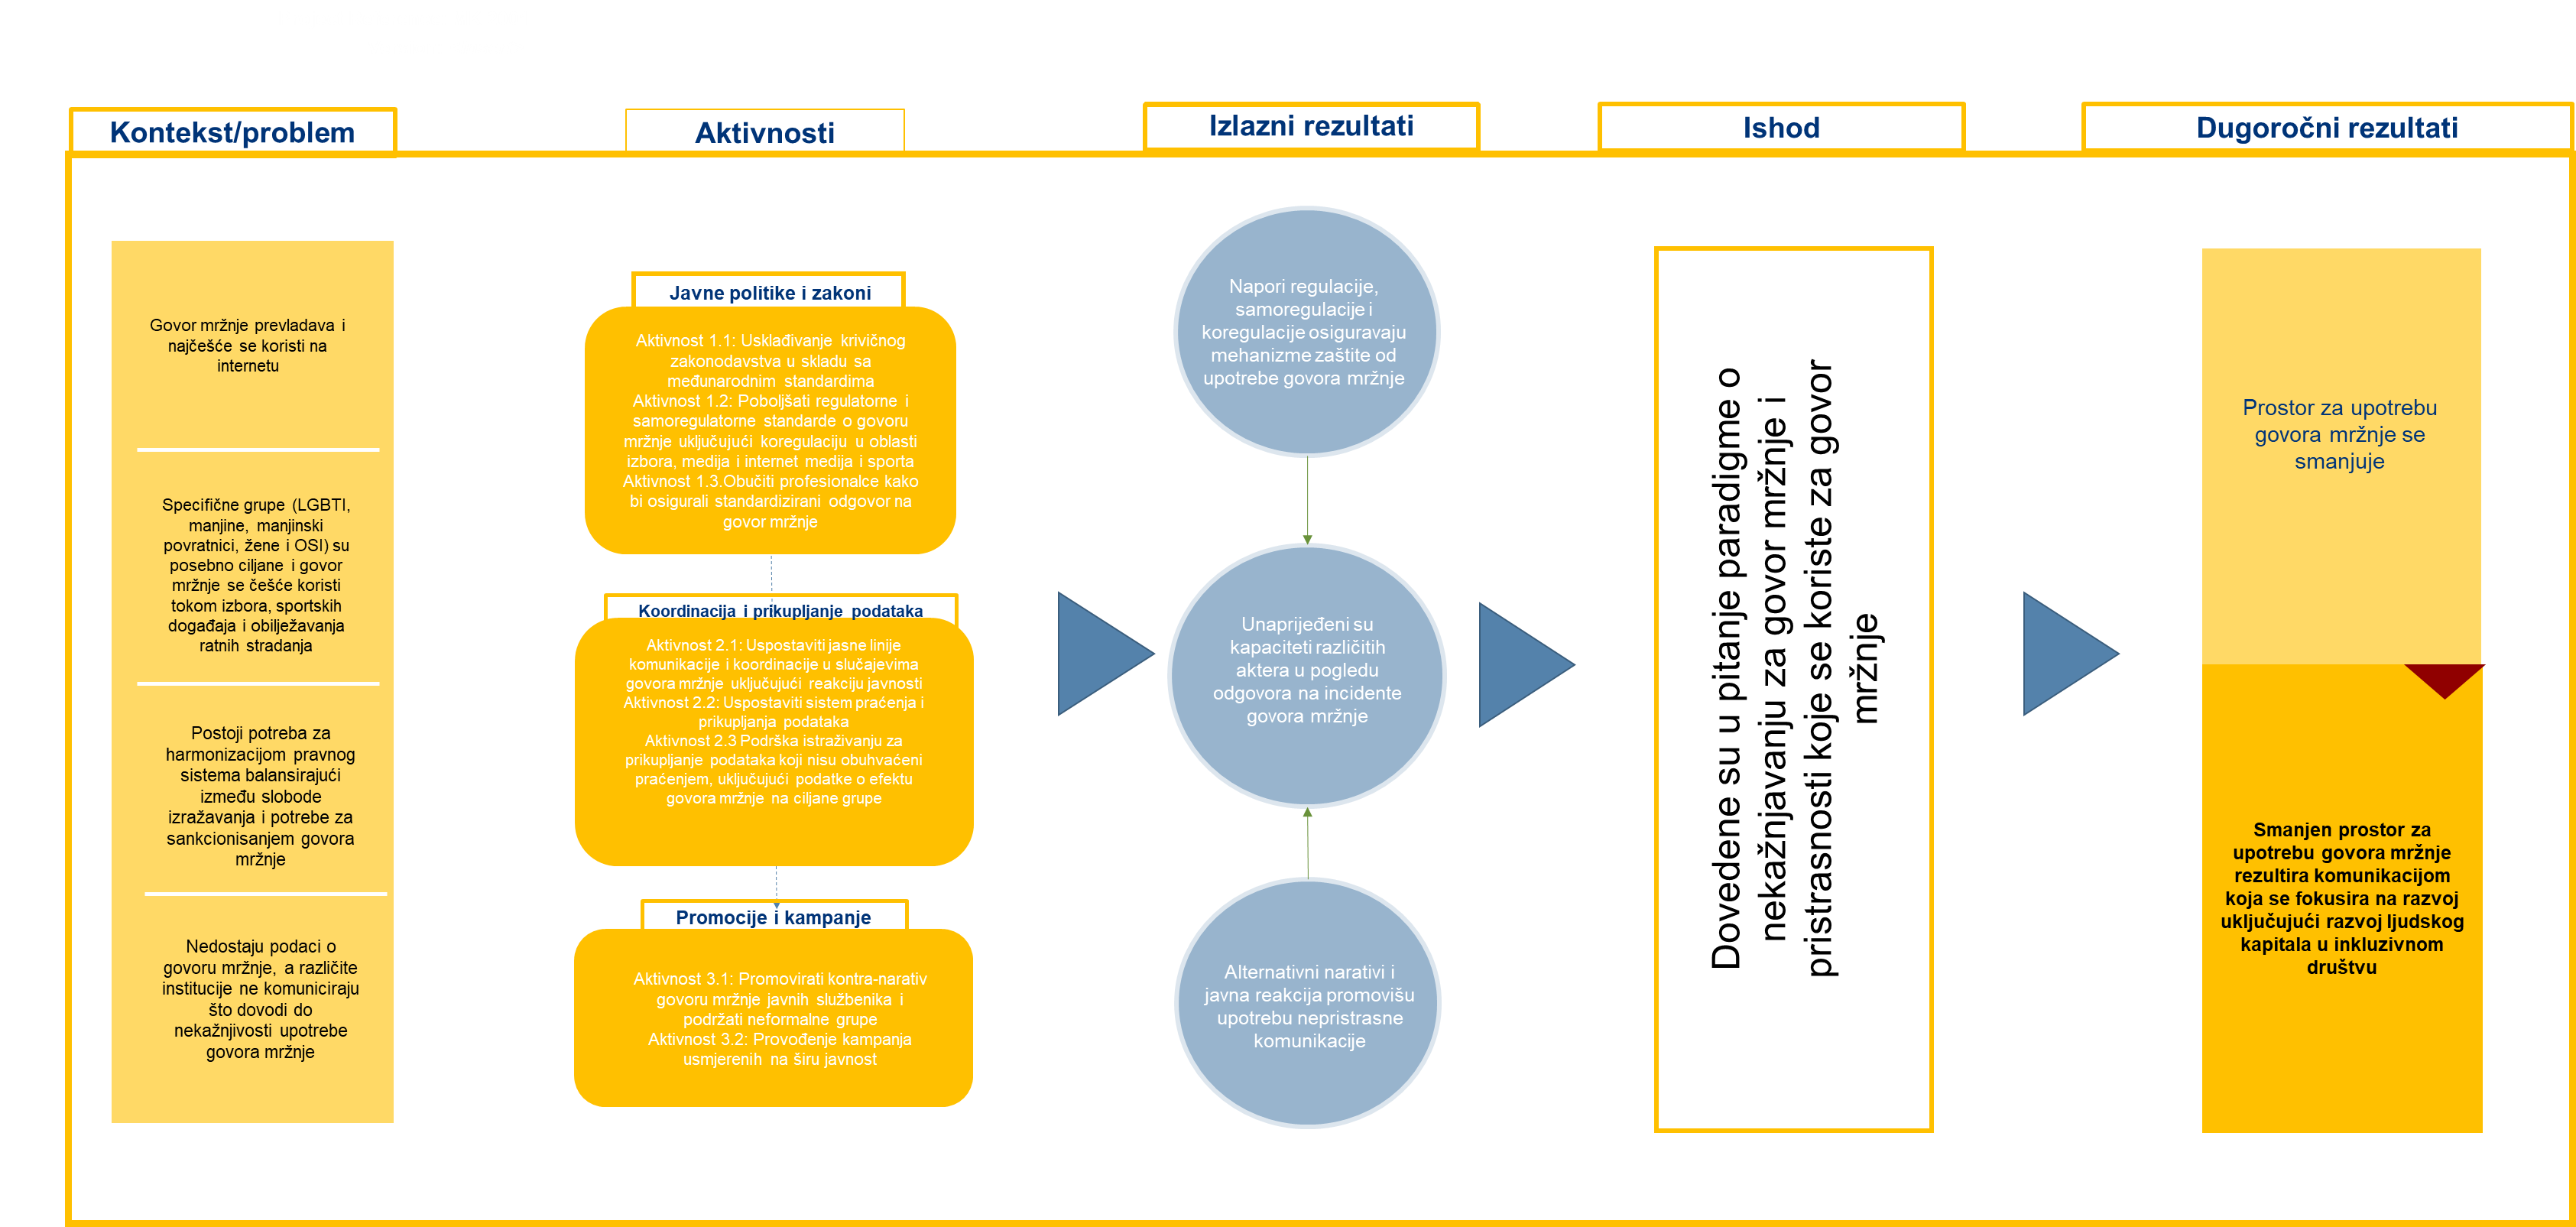 Kontekst/problem
Aktivnosti
Izlazni rezultati
Ishod
Dugoročni rezultati
Govor mržnje prevladava i
najčešće se koristi na
internetu
Specifične grupe (LGBTI,
manjine, manjinski
povratnici, žene i OSI) su
posebno ciljane i govor
mržnje se češće koristi
tokom izbora, sportskih
događaja i obilježavanja
ratnih stradanja
Postoji potreba za
harmonizacijom pravnog
sistema balansirajući
između slobode
izražavanja i potrebe za
sankcionisanjem govora
mržnje
Nedostaju podaci o
govoru mržnje, a različite
institucije ne komuniciraju
što dovodi do
nekažnjivosti upotrebe
govora mržnje
Javne politike i zakoni
Aktivnost 1.1: Usklađivanje krivičnog
zakonodavstva u skladu sa
međunarodnim standardima
Aktivnost 1.2: Poboljšati regulatorne i
samoregulatorne standarde o govoru
mržnje uključujući koregulaciju u oblasti
izbora, medija i internet medija i sporta
Aktivnost 1.3.Obučiti profesionalce kako
bi osigurali standardizirani odgovor na
govor mržnje
Koordinacija i prikupljanje podataka
Aktivnost 2.1: Uspostaviti jasne linije
komunikacije i koordinacije u slučajevima
govora mržnje uključujući reakciju javnosti
Aktivnost 2.2: Uspostaviti sistem praćenja i
prikupljanja podataka
Aktivnost 2.3 Podrška istraživanju za
prikupljanje podataka koji nisu obuhvaćeni
praćenjem, uključujući podatke o efektu
govora mržnje na ciljane grupe
Promocije i kampanje
Aktivnost 3.1: Promovirati kontra-narativ
govoru mržnje javnih službenika i
podržati neformalne grupe
Aktivnost 3.2: Provođenje kampanja
usmjerenih na širu javnost
Napori regulacije,
samoregulacije i
koregulacije osiguravaju
mehanizme zaštite od
upotrebe govora mržnje
Unaprijeđeni su
kapaciteti različitih
aktera u pogledu
odgovora na incidente
govora mržnje
Alternativni narativi i
javna reakcija promovišu
upotrebu nepristrasne
komunikacije
Dovedene su u pitanje paradigme o
nekažnjavanju za govor mržnje i
pristrasnosti koje se koriste za govor
mržnje
Prostor za upotrebu
govora mržnje se
smanjuje
Smanjen prostor za
upotrebu govora mržnje
rezultira komunikacijom
koja se fokusira na razvoj
uključujući razvoj ljudskog
kapitala u inkluzivnom
društvu